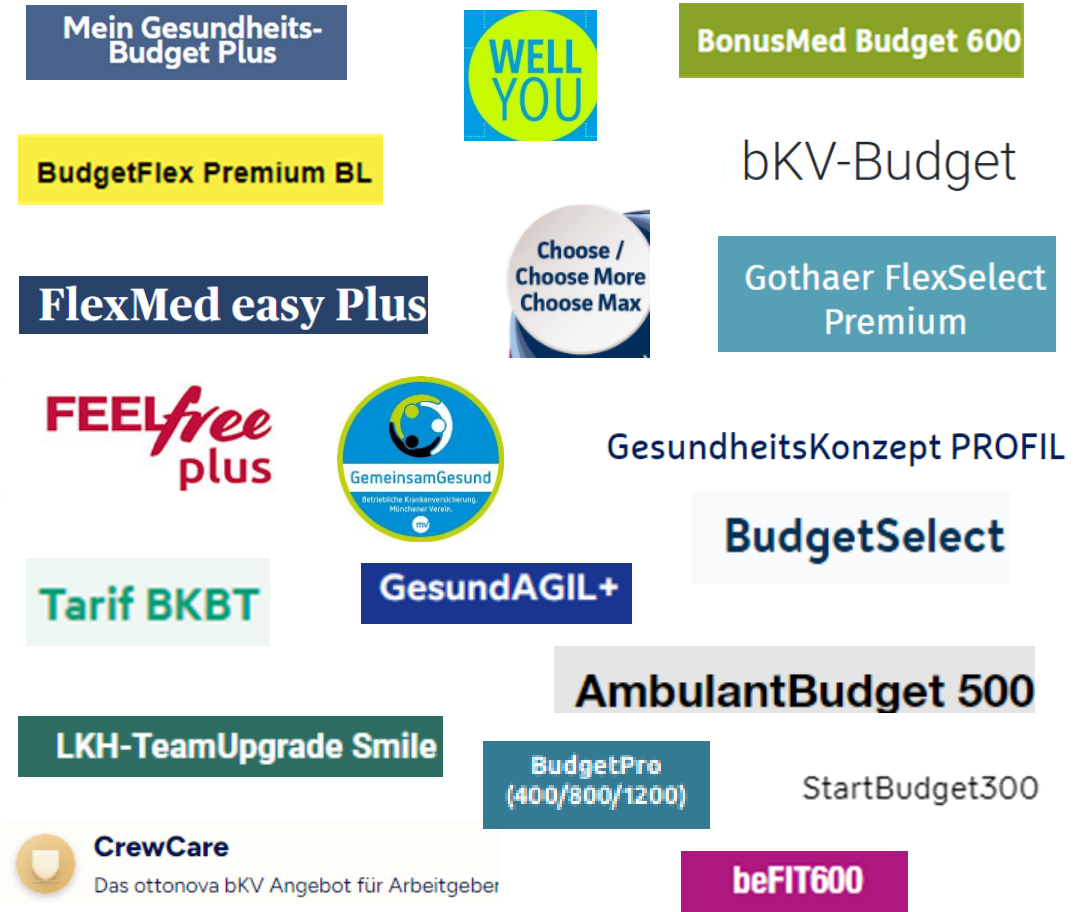 Mein Gesundheits-
Budget Plus
WELL
YOU
BonusMed Budget 600
BudgetFlex Premium BL
bKV-Budget
Choose /
Choose More
Choose Max
Gothaer FlexSelect
Premium
FlexMed easy Plus
FEELfree
plus
GemeinsamGesund
Betriebliche Krankenversicherung.
Münchener Verein.
mv
GesundheitsKonzept PROFIL
BudgetSelect
Tarif BKBT
GesundAGIL+
AmbulantBudget 500
LKH-TeamUpgrade Smile
BudgetPro
(400/800/1200)
StartBudget300
CrewCare
Das ottonova bKV Angebot für Arbeitgeber
beFIT600